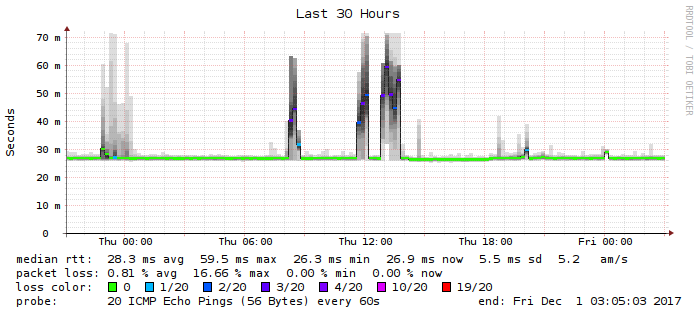 Last 30 Hours
RRDTOOL / TOBI OETIKER
Seconds
70 m
60 m
50 m
40 m
30 m
20 m
10 m
0
Thu 00:00 Thu 06:00 Thu 12:00 Thu 18:00 Fri 00:00
median rtt: 28.3 ms avg 59.5 ms max 26.3 ms min 26.9 ms now 5.5 ms sd 5.2 am/s
packet loss: 0.81 % avg 16.66 % max 0.00 % min 0.00 % now
loss color: 0 1/20 2/20 3/20 4/20 10/20 19/20
probe: 20 ICMP Echo Pings (56 Bytes) every 60s end: Fri Dec 1 03:05:03 2017